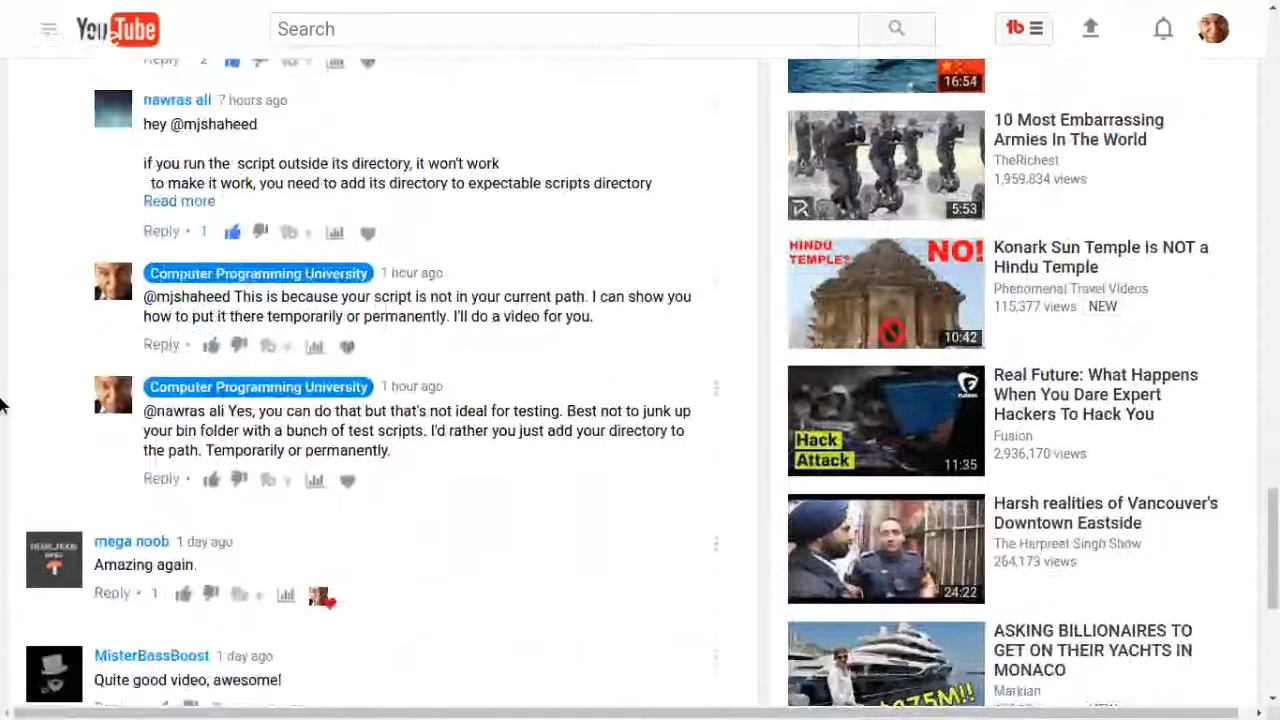 YouTube
Search
Reply · 2
nawras ali 7 hours ago
hey @mjshaheed
if you run the script outside its directory, it won't work
to make it work, you need to add its directory to expectable scripts directory
Read more
Reply · 1
Computer Programming University 1 hour ago
@mjshaheed This is because your script is not in your current path. I can show you
how to put it there temporarily or permanently. I'll do a video for you.
Reply ·
Computer Programming University 1 hour ago
@nawras ali Yes, you can do that but that's not ideal for testing. Best not to junk up
your bin folder with a bunch of test scripts. I'd rather you just add your directory to
the path. Temporarily or permanently.
Reply ·
mega noob 1 day ago
Amazing again.
Reply · 1
MisterBassBoost 1 day ago
Quite good video, awesome!
16:54
10 Most Embarrassing
Armies In The World
TheRichest
1,959,834 views
5:53
HINDU
TEMPLE?
NO!
10:42
Konark Sun Temple is NOT a
Hindu Temple
Phenomenal Travel Videos
115,377 views NEW
Hack
Attack
FUSION
11:35
Real Future: What Happens
When You Dare Expert
Hackers To Hack You
Fusion
2,936,170 views
24:22
Harsh realities of Vancouver's
Downtown Eastside
The Harpreet Singh Show
264,173 views
ASKING BILLIONAIRES TO
GET ON THEIR YACHTS IN
MONACO
Markian